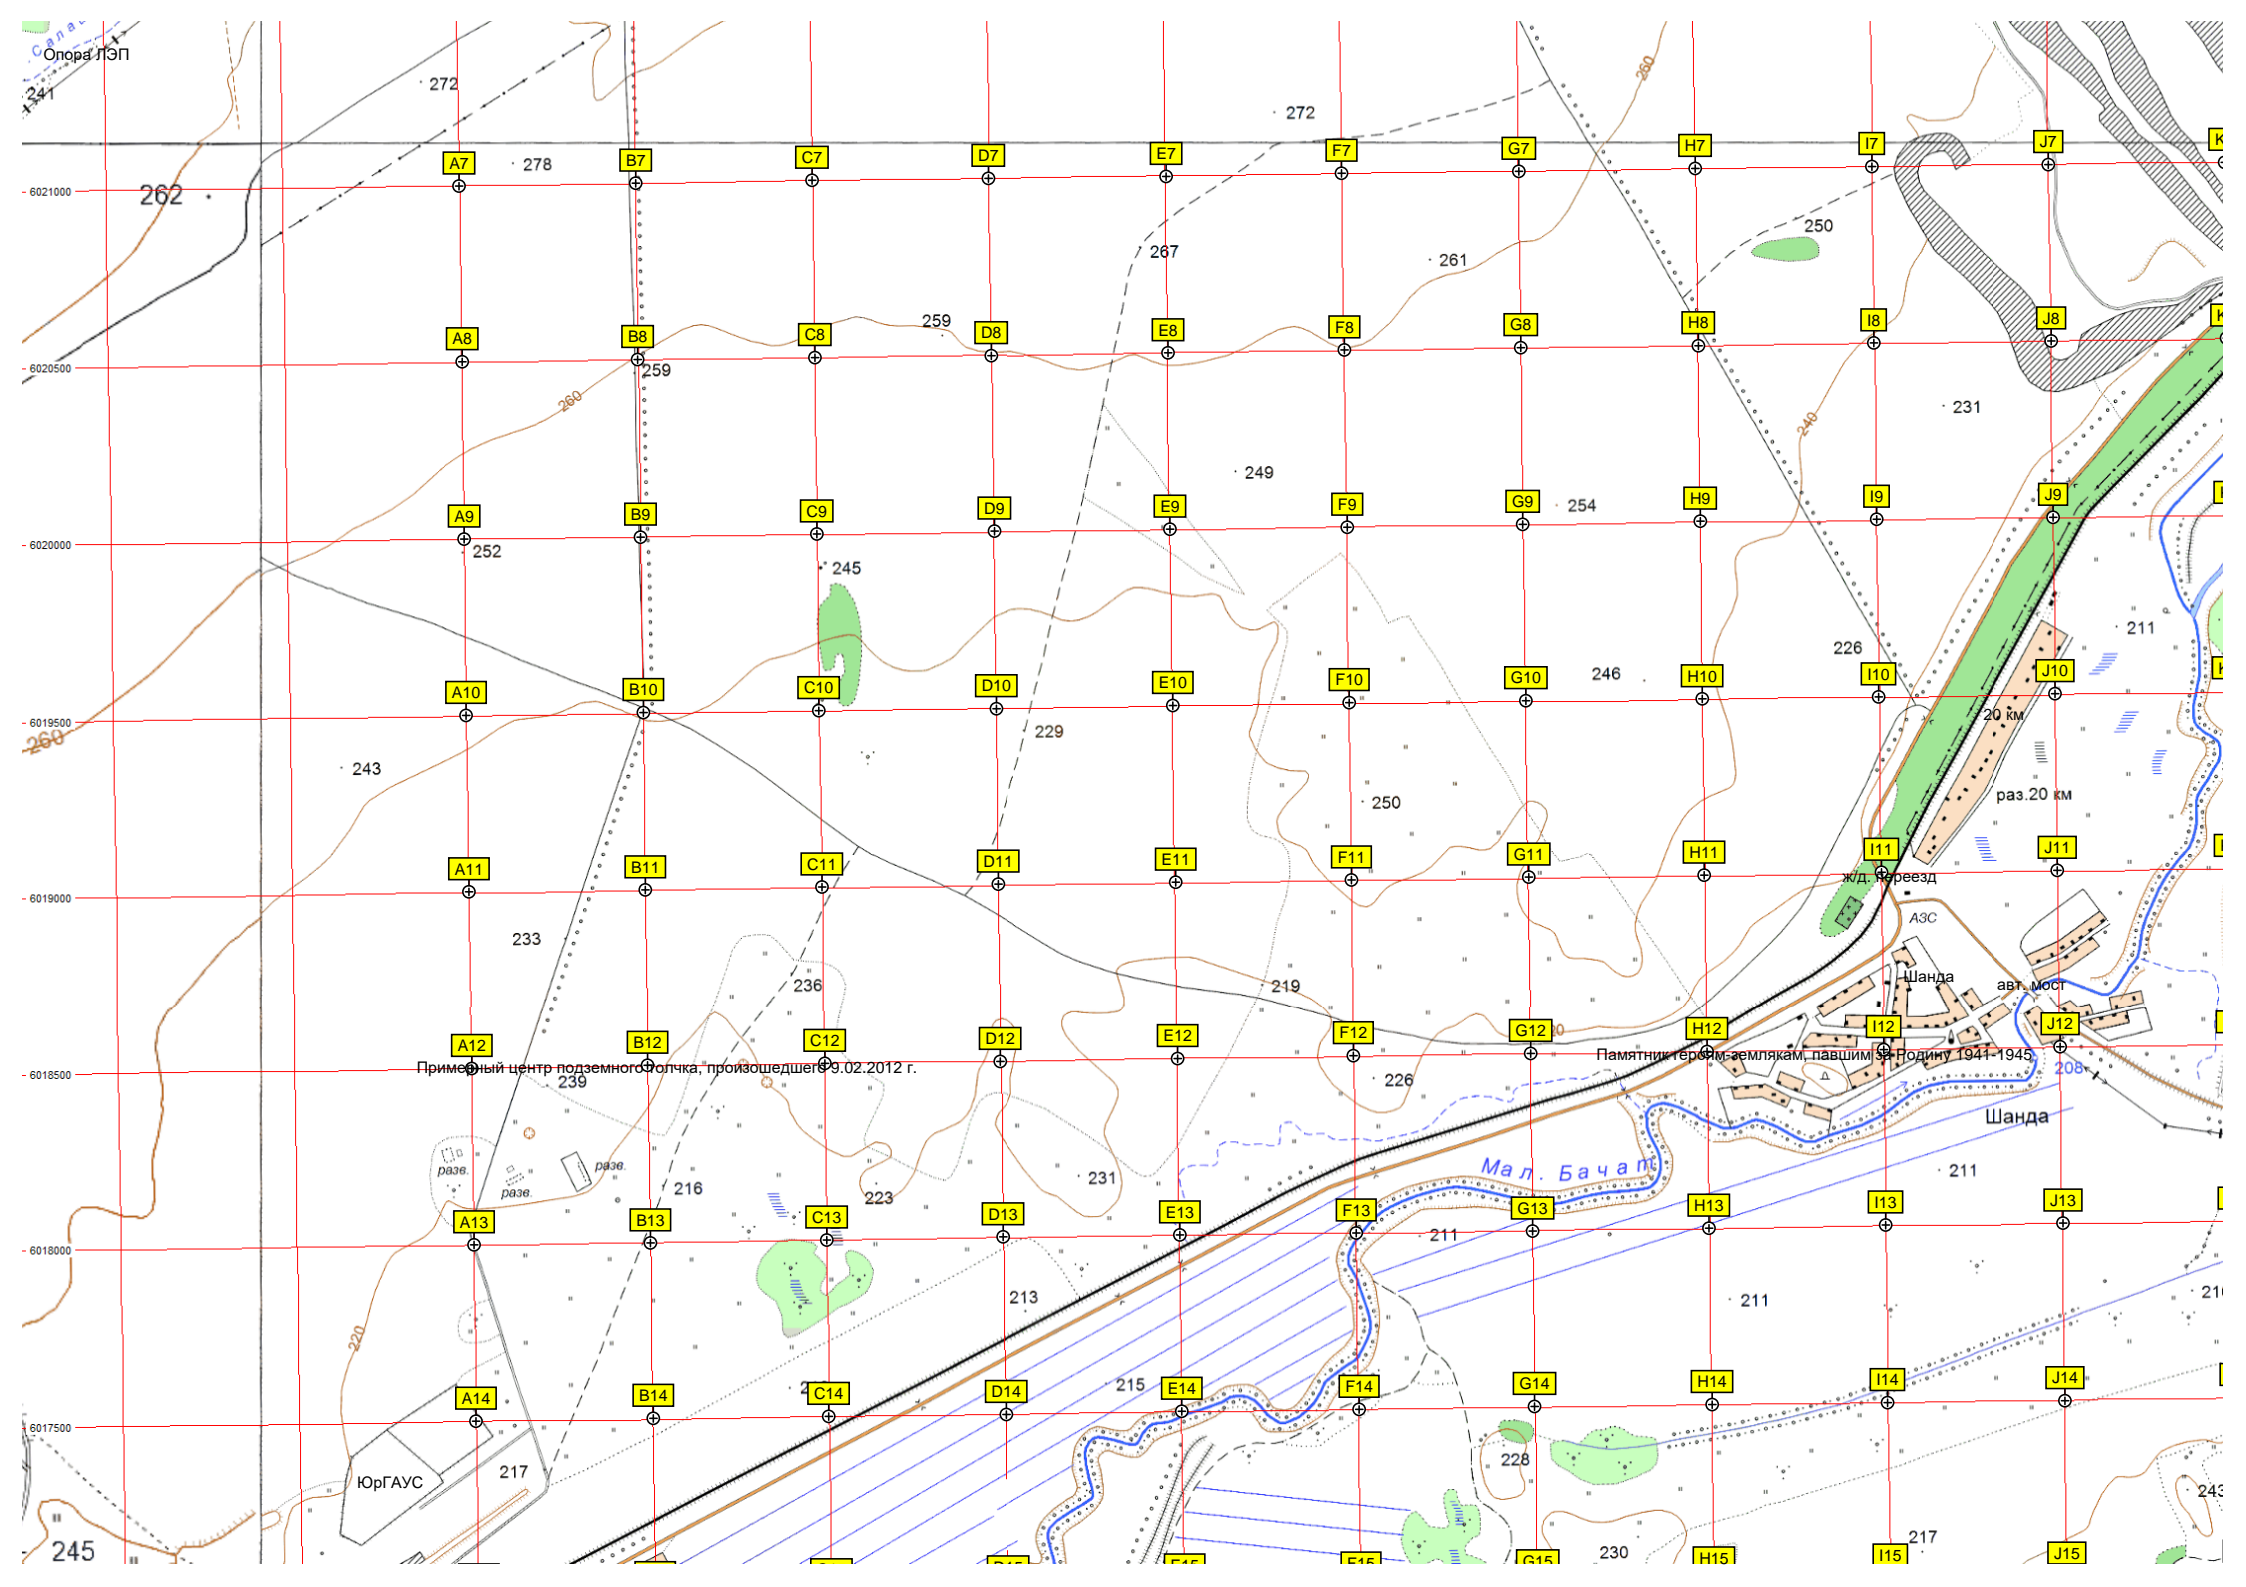 Сала
Опора ЛЭП
241
272
260
272
A7 B7 C7 D7 E7 F7 G7 H7 I7 J7 K
278
6021000
262
250
267
261
A8 B8 C8 D8 E8 F8 G8 H8 I8 J8 K
259
259
6020500
260
231
240
249
254
A9 B9 C9 D9 E9 F9 G9 H9 I9 J9
6020000
252
245
211
226
A10 B10 C10 D10 E10 F10 G10 H10 I10 J10
246
6019500
20 км
260
229
243
250
раз.20 км
A11 B11 C11 D11 E11 F11 G11 H11 I11 J11
ж/д. переезд
6019000
АЗС
233
236
219
Шанда
авт. мост
A12 B12 C12 D12 E12 F12 G12 H12 I12 J12
Примерный центр подземного толчка, произошедшего 9.02.2012 г.
Памятник героям-землякам, павшим за Родину 1941-1945
6018500
239
226
208
Шанда
разв.
разв.
разв.
216
223
231
Мал. Бачат
211
A13 B13 C13 D13 E13 F13 G13 H13 I13 J13
211
6018000
213
211
220
A14 B14 C14 D14 E14 F14 G14 H14 I14 J14
215
6017500
228
217
ЮрГАУС
243
245
230
217
D15 E15 F15 G15 H15 I15 J15